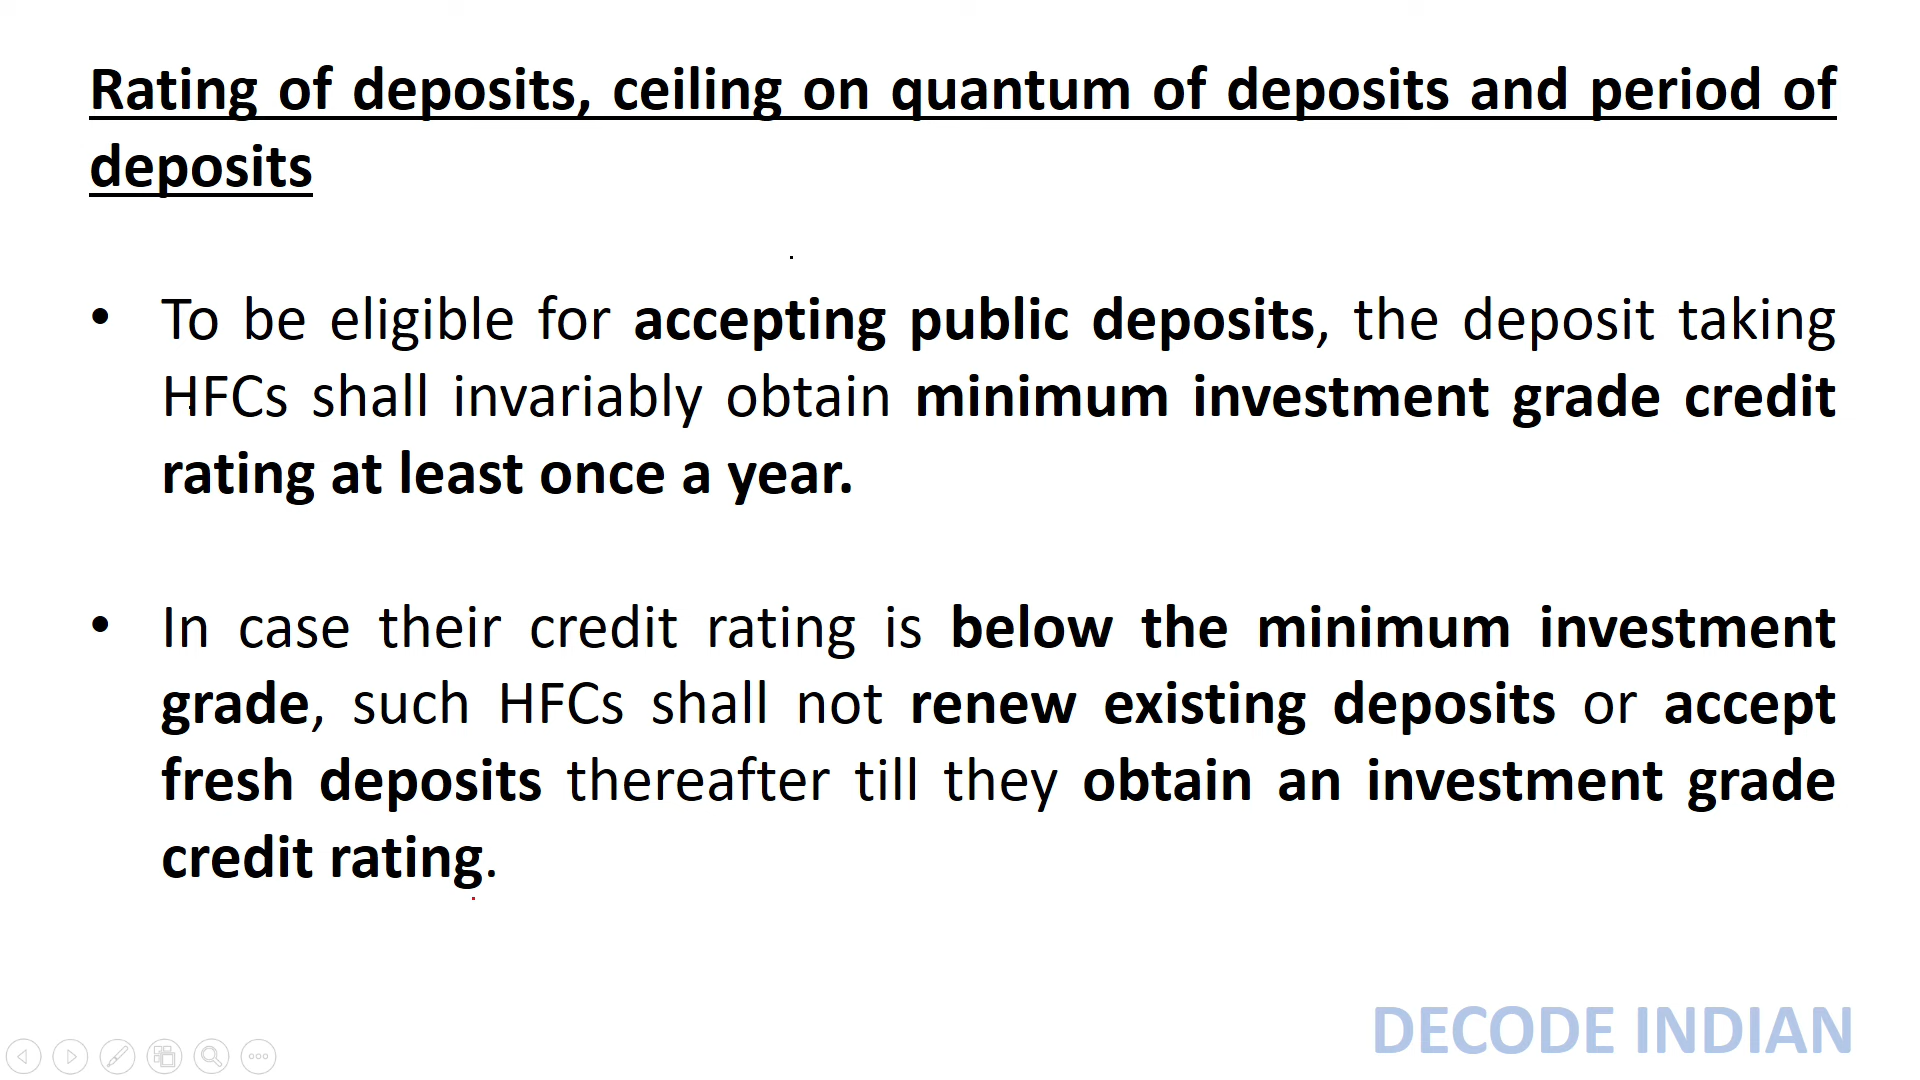 Rating of deposits, ceiling on quantum of deposits and period of
deposits
• To be eligible for accepting public deposits, the deposit taking
HFCs shall invariably obtain minimum investment grade credit
rating at least once a year.
• In case their credit rating is below the minimum investment
grade, such HFCs shall not renew existing deposits or accept
fresh deposits thereafter till they obtain an investment grade
credit rating.
DECODE INDIAN